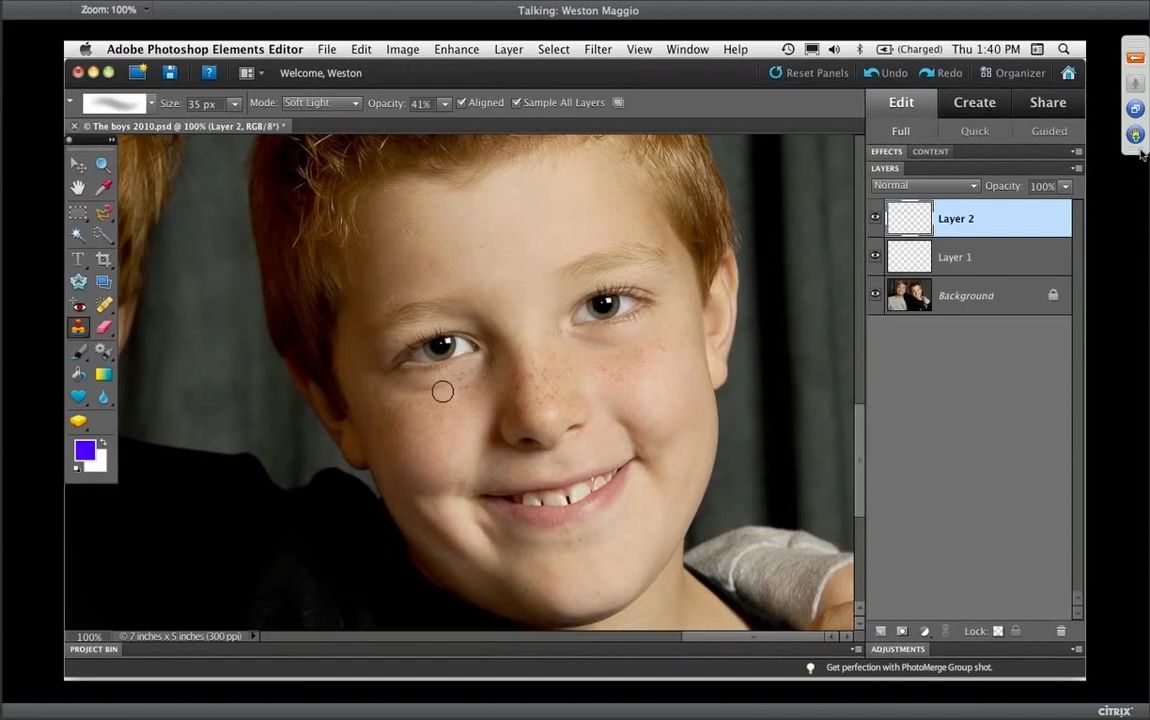 Zoom: 100%
Talking: Weston Maggio
Adobe Photoshop Elements Editor File Edit Image Enhance Layer Select Filter View Window Help (Charged) Thu 1:40 PM
Welcome, Weston
Reset Panels Undo Redo Organizer
Size: 35 px Mode: Soft Light Opacity: 41% Aligned Sample All Layers
Edit Create Share
© The boys 2010.psd @ 100% (Layer 2, RGB/8*) *
Full Quick Guided
EFFECTS CONTENT
LAYERS
Normal Opacity: 100%
Layer 2
Layer 1
Background
Lock:
100% © 7 inches x 5 inches (300 ppi)
PROJECT BIN
ADJUSTMENTS
Get perfection with PhotoMerge Group shot.
CITRIX